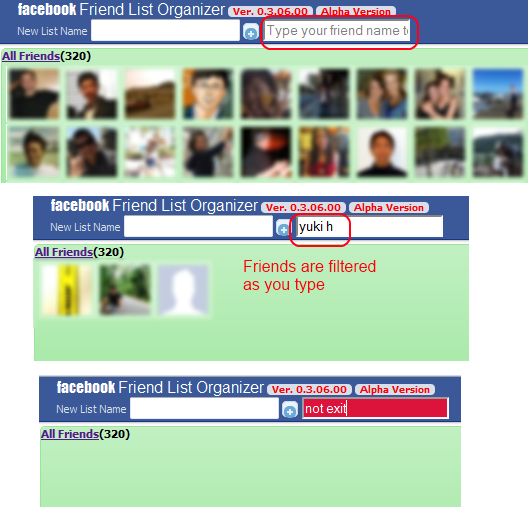 facebook Friend List Organizer Ver. 0.3.06.00 Alpha Version
New List Name Type your friend name t
All Friends(320)
facebook Friend List Organizer Ver. 0.3.06.00 Alpha Version
New List Name yuki h
All Friends(320)
Friends are filtered
as you type
facebook Friend List Organizer Ver. 0.3.06.00 Alpha Version
New List Name not exit
All Friends(320)